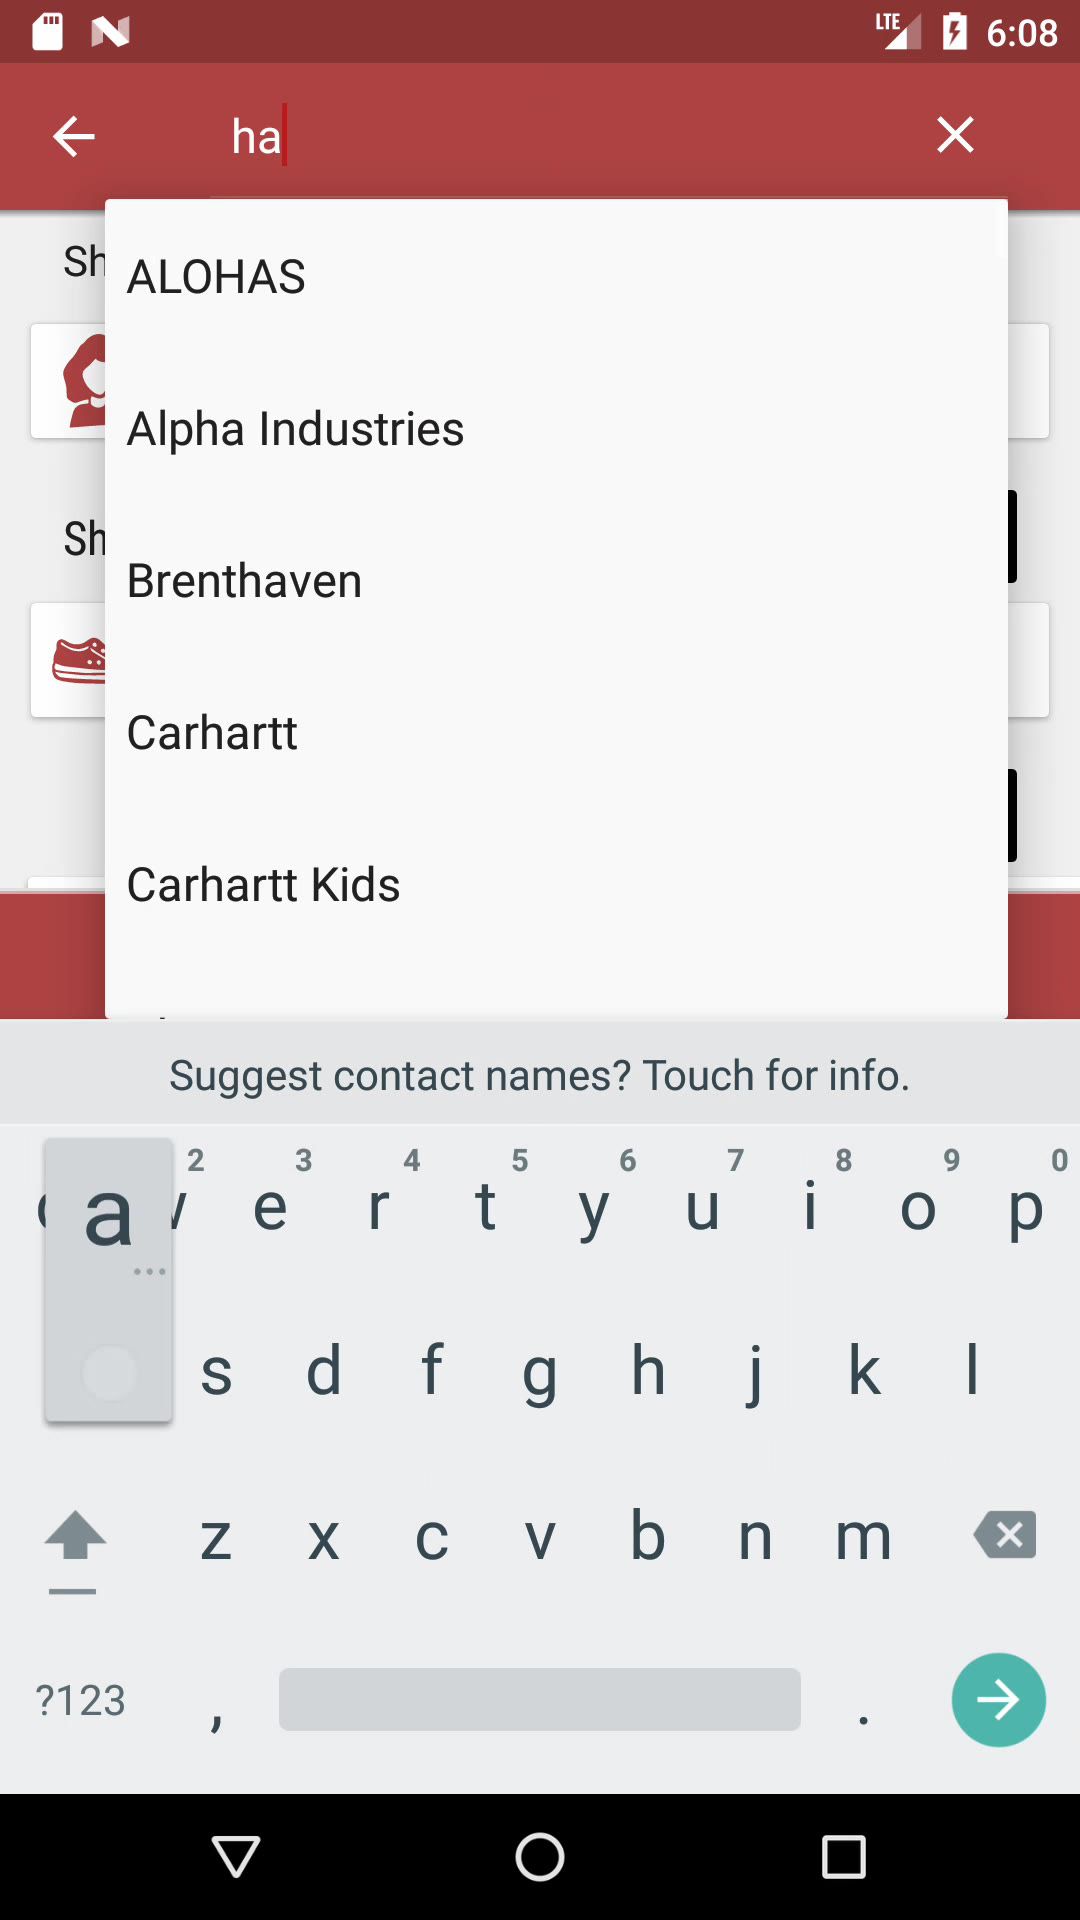 LTE 6:08
ha
Sh
ALOHAS
Alpha Industries
Brenthaven
Sh
Carhartt
Carhartt Kids
Suggest contact names? Touch for info.
2 3 4 5 6 7 8 9 0
a e r t y u i o p
s d f g h j k l
z x c v b n m
?123 , .